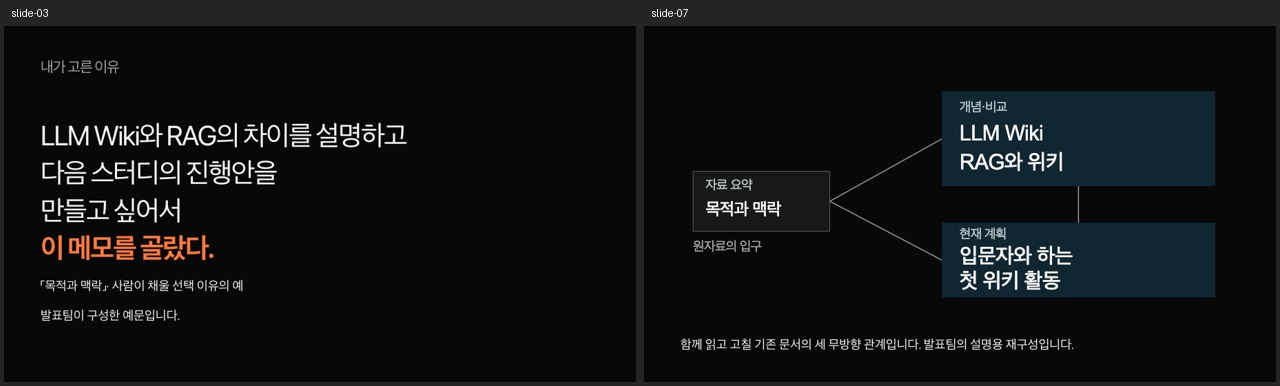 slide-03
내가 고른 이유
LLM Wiki와 RAG의 차이를 설명하고
다음 스터디의 진행안을
만들고 싶어서
이 메모를 골랐다.
「목적과 맥락」· 사람이 채울 선택 이유의 예
발표팀이 구성한 예문입니다.
slide-07
자료 요약
목적과 맥락
원자료의 입구
개념·비교
LLM Wiki
RAG와 위키
현재 계획
입문자와 하는
첫 위키 활동
함께 읽고 고칠 기존 문서의 세 무방향 관계입니다. 발표팀의 설명용 재구성입니다.